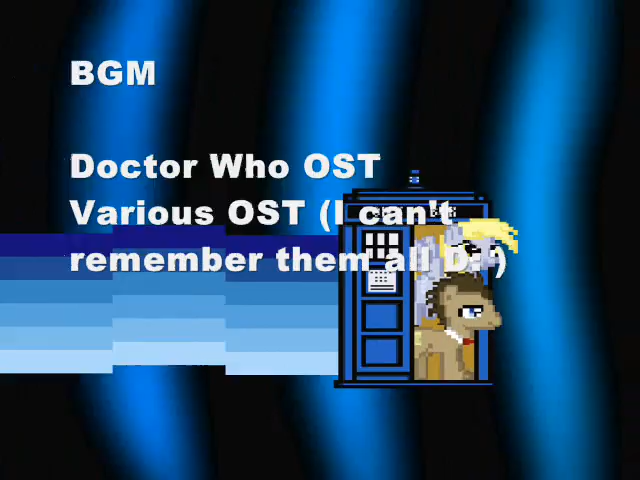 BGM
Doctor Who OST
Various OST (I can't
remember them all D:)